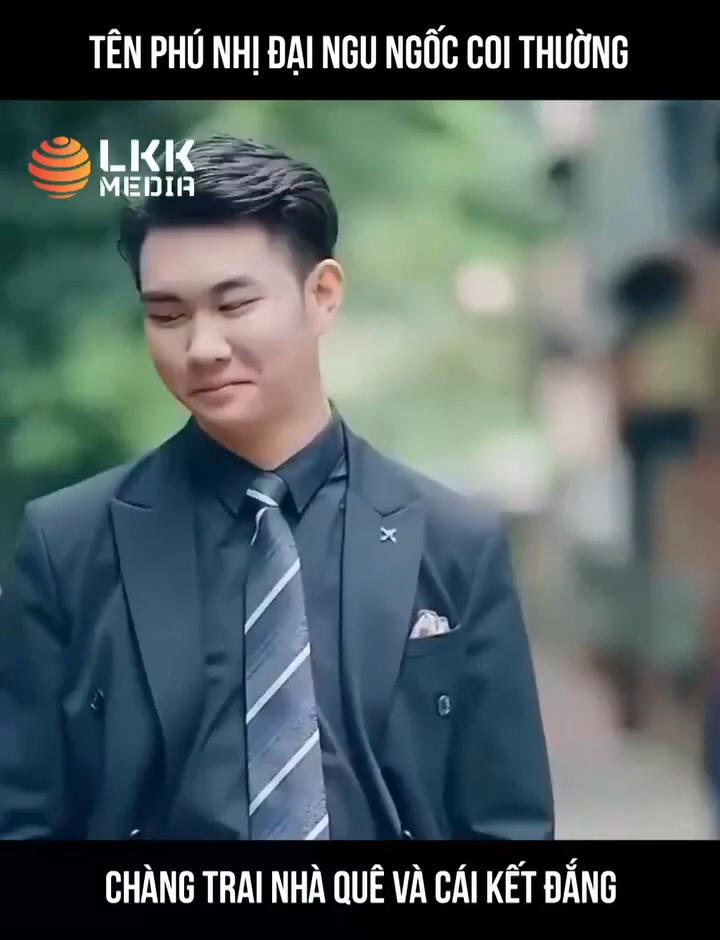 TÊN PHÚ NHỊ ĐẠI NGU NGỐC COI THƯỜNG
LKK
MEDIA
CHÀNG TRAI NHÀ QUÊ VÀ CÁI KẾT ĐẮNG